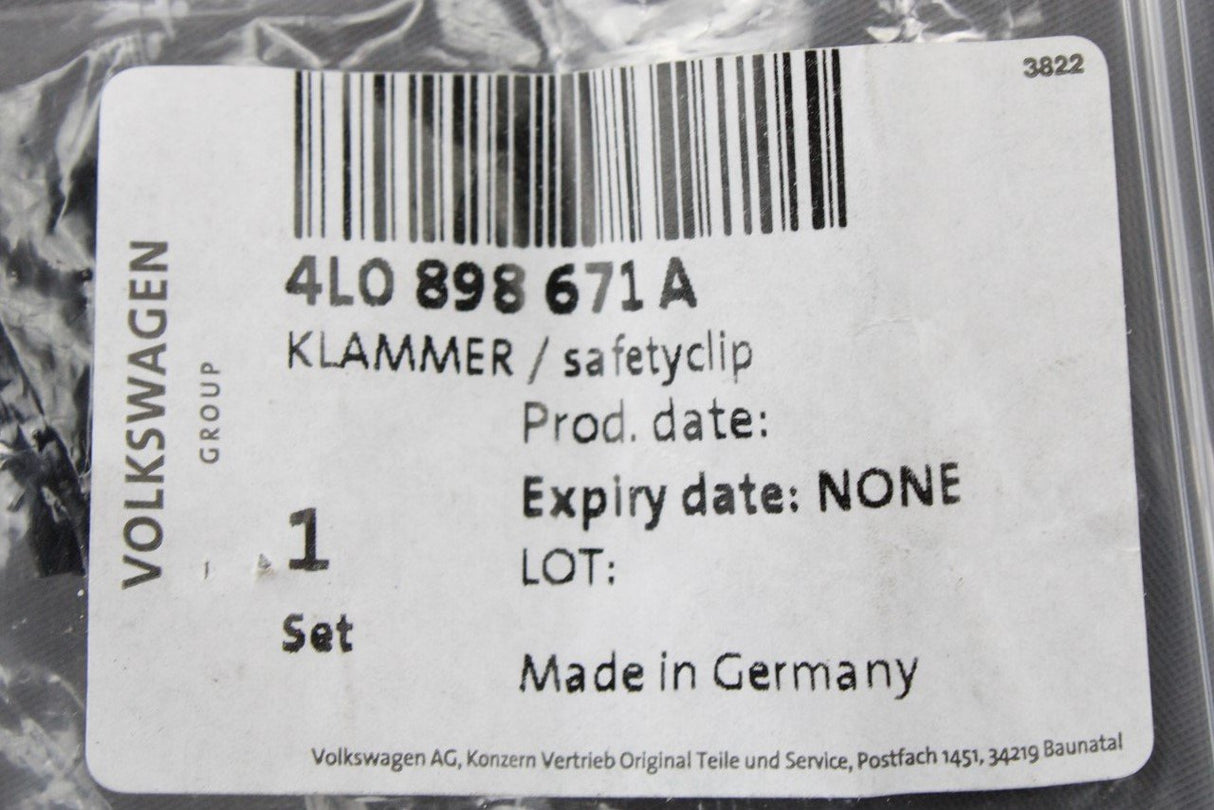 3822
4L0 898 671 A
KLAMMER / safetyclip
Prod. date:
Expiry date: NONE
LOT:
1
Set
Made in Germany
VOLKSWAGEN
GROUP
Volkswagen AG, Konzern Vertrieb Original Teile und Service, Postfach 1451, 34219 Baunatal